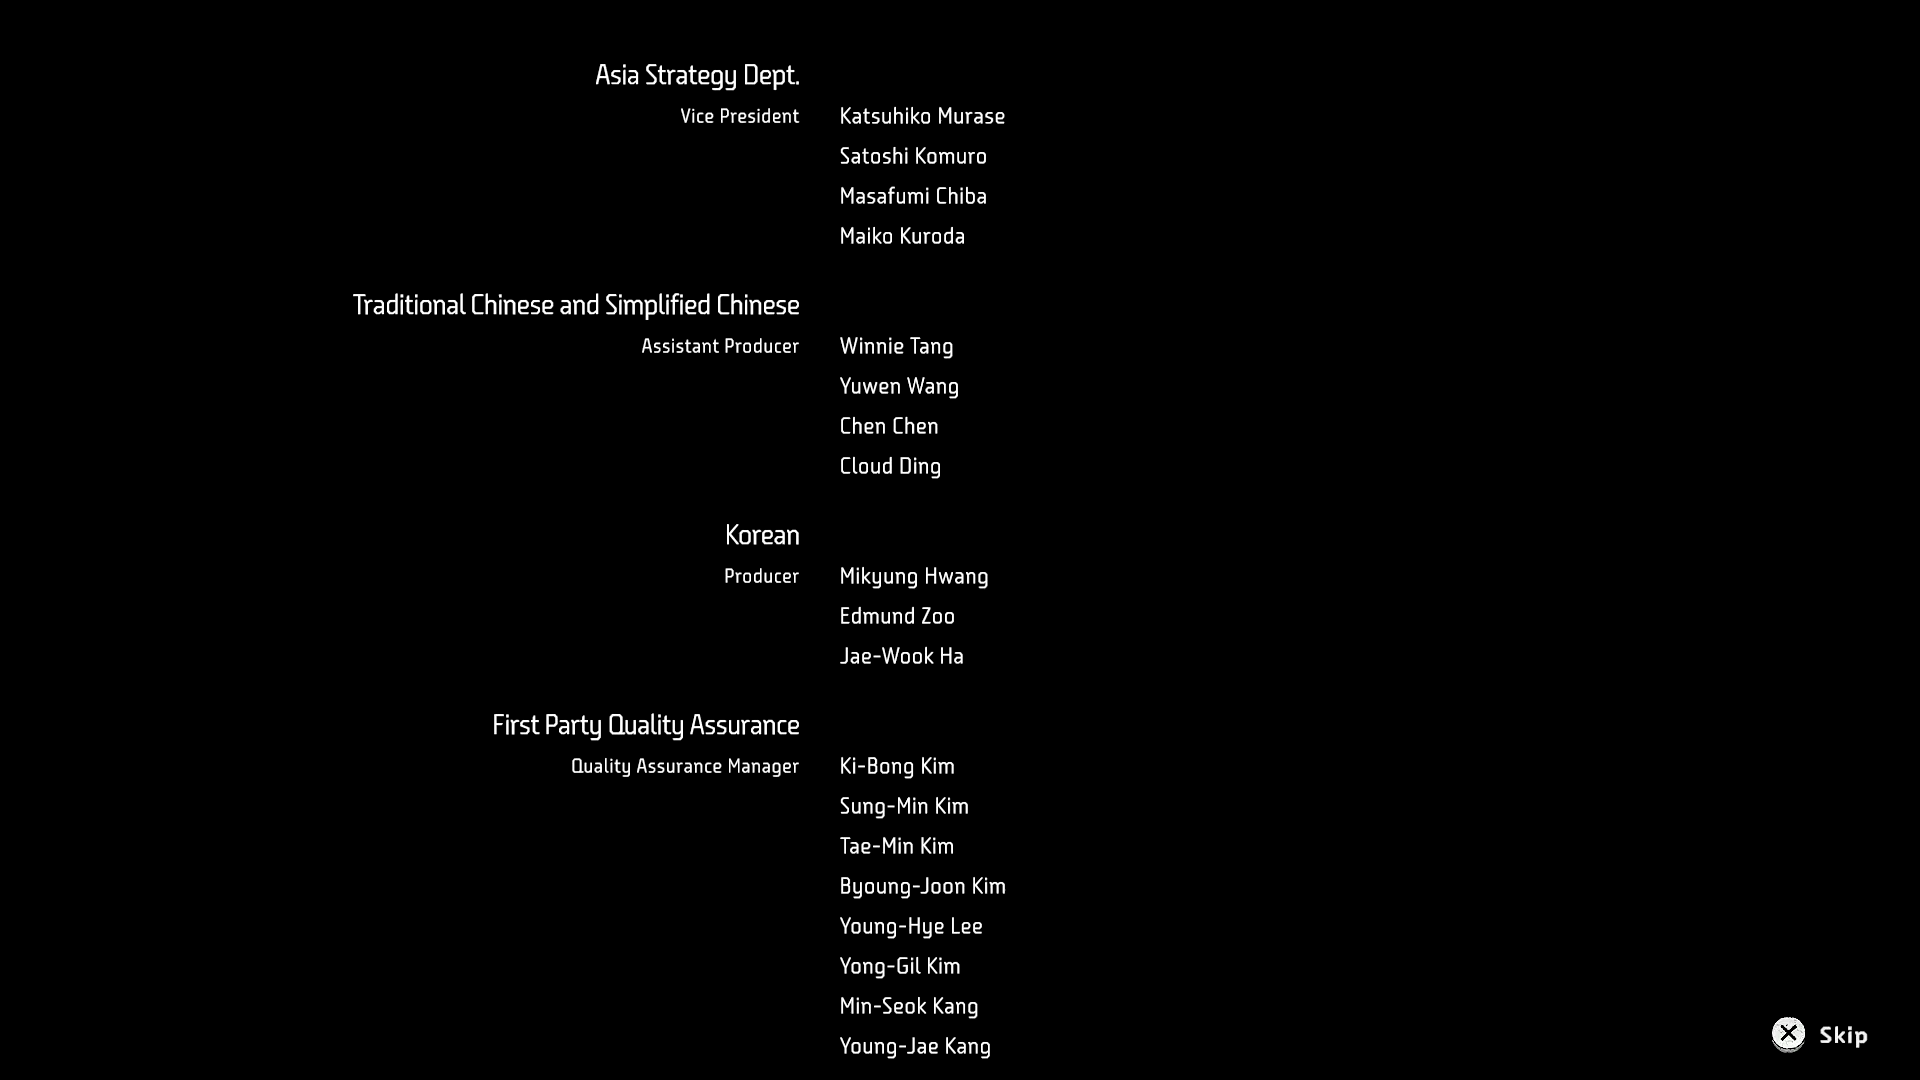 Asia Strategy Dept.
Vice President Katsuhiko Murase
Satoshi Komuro
Masafumi Chiba
Maiko Kuroda
Traditional Chinese and Simplified Chinese
Assistant Producer Winnie Tang
Yuwen Wang
Chen Chen
Cloud Ding
Korean
Producer Mikyung Hwang
Edmund Zoo
Jae-Wook Ha
First Party Quality Assurance
Quality Assurance Manager Ki-Bong Kim
Sung-Min Kim
Tae-Min Kim
Byoung-Joon Kim
Young-Hye Lee
Yong-Gil Kim
Min-Seok Kang
Young-Jae Kang
Skip